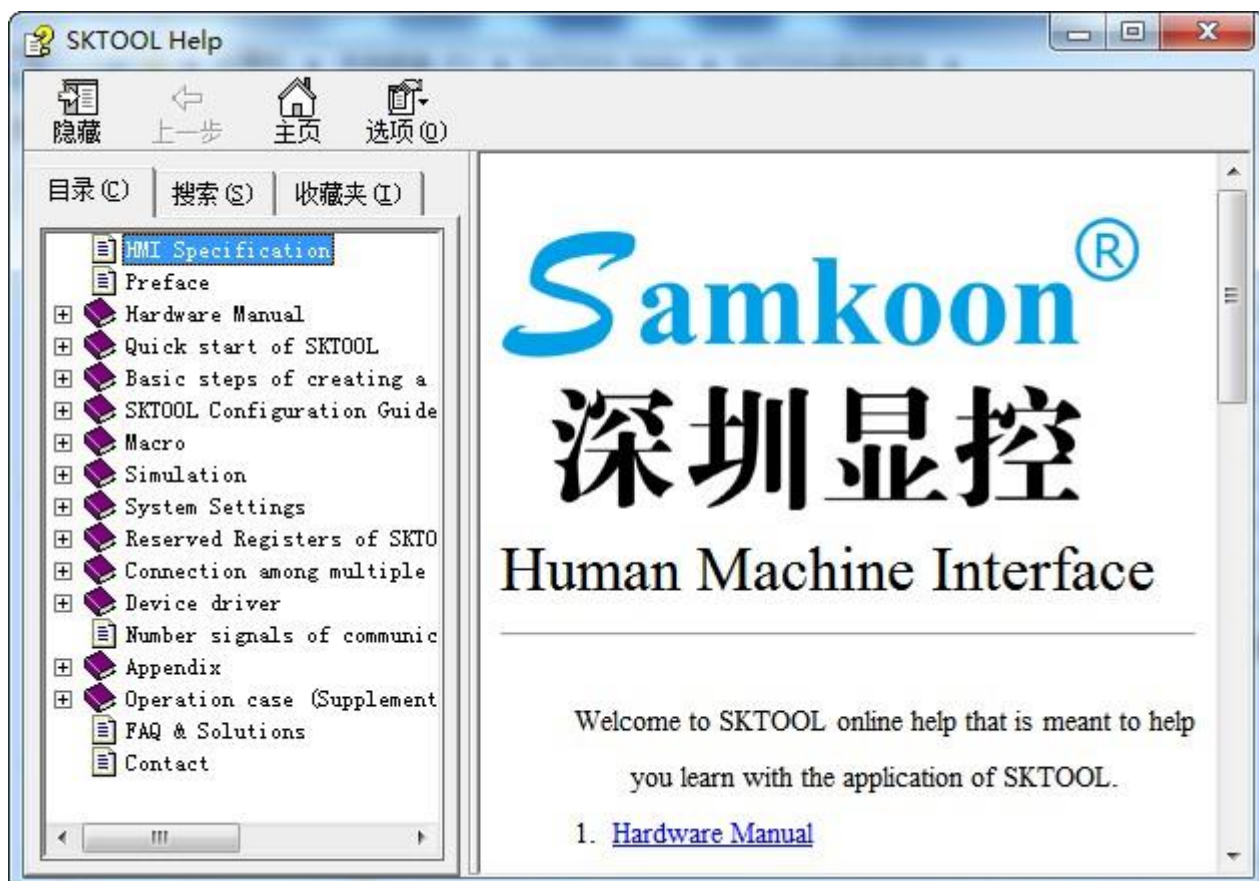 SKTOOL Help
隐藏
上一步
主页
选项(O)
目录(C)
搜索(S)
收藏夹(I)
HMI Specification
Preface
Hardware Manual
Quick start of SKTOOL
Basic steps of creating a
SKTOOL Configuration Guide
Macro
Simulation
System Settings
Reserved Registers of SKTO
Connection among multiple
Device driver
Number signals of communic
Appendix
Operation case (Supplement
FAQ & Solutions
Contact
Samkoon®
深圳显控
Human Machine Interface
Welcome to SKTOOL online help that is meant to help
you learn with the application of SKTOOL.
1. Hardware Manual